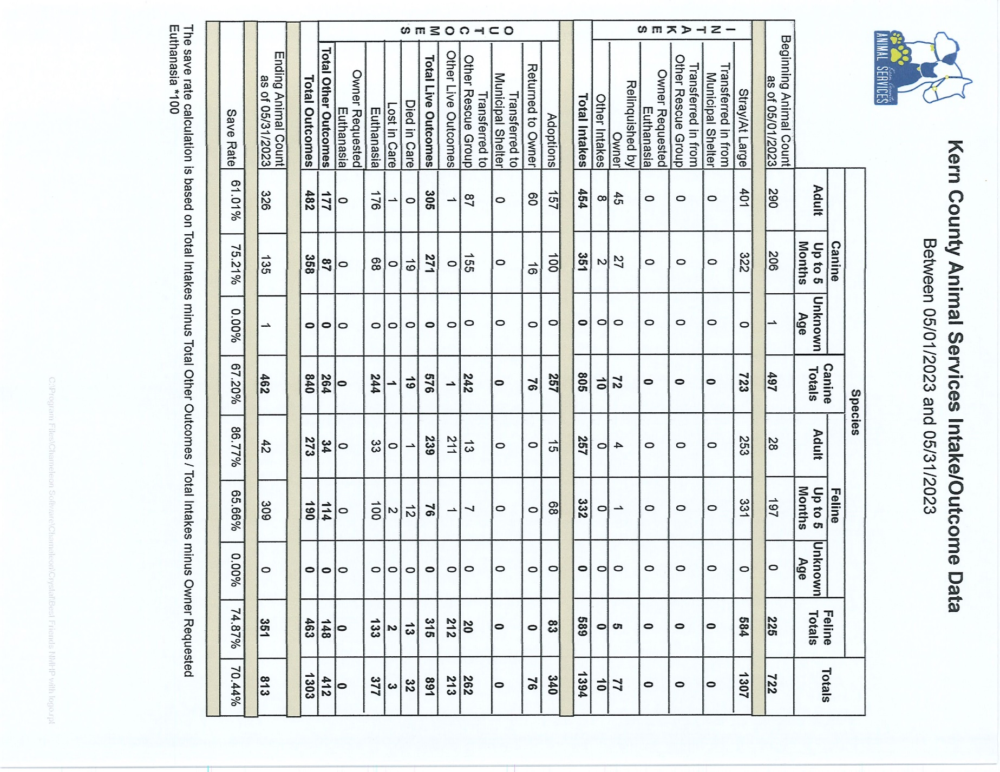 Kern County
ANIMAL SERVICES
Kern County Animal Services Intake/Outcome Data
Between 05/01/2023 and 05/31/2023
Species
Canine Canine Totals Feline Feline Totals Totals
Adult Up to 5 Months Unknown Age Adult Up to 5 Months Unknown Age
Beginning Animal Count as of 05/01/2023 290 206 1 497 28 197 0 225 722
INTAKES
Stray/At Large 401 322 0 723 253 331 0 584 1307
Transferred in from Municipal Shelter 0 0 0 0 0 0 0 0 0
Transferred in from Other Rescue Group 0 0 0 0 0 0 0 0 0
Owner Requested Euthanasia 0 0 0 0 0 0 0 0 0
Relinquished by Owner 45 27 0 72 4 1 0 5 77
Other Intakes 8 2 0 10 0 0 0 0 10
Total Intakes 454 351 0 805 257 332 0 589 1394
OUTCOMES
Adoptions 157 100 0 257 15 68 0 83 340
Returned to Owner 60 16 0 76 0 0 0 0 76
Transferred to Municipal Shelter 0 0 0 0 0 0 0 0 0
Transferred to Other Rescue Group 87 155 0 242 13 7 0 20 262
Other Live Outcomes 1 0 0 1 211 1 0 212 213
Total Live Outcomes 305 271 0 576 239 76 0 315 891
Died in Care 0 19 0 19 1 12 0 13 32
Lost in Care 1 0 0 1 0 2 0 2 3
Euthanasia 176 68 0 244 33 100 0 133 377
Owner Requested Euthanasia 0 0 0 0 0 0 0 0 0
Total Other Outcomes 177 87 0 264 34 114 0 148 412
Total Outcomes 482 358 0 840 273 190 0 463 1303
Ending Animal Count as of 05/31/2023 326 135 1 462 42 309 0 351 813
Save Rate 61.01% 75.21% 0.00% 67.20% 86.77% 65.66% 0.00% 74.87% 70.44%
The save rate calculation is based on Total Intakes minus Total Other Outcomes / Total Intakes minus Owner Requested
Euthanasia *100
C:\Program Files\Chameleon Software\Chameleon\Crystal\Best Friends NMHP with logo.rpt